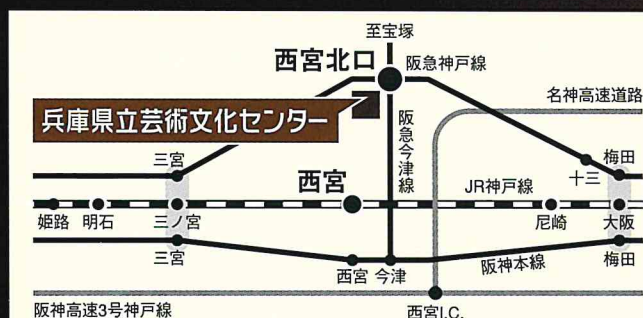 至宝塚
西宮北口
阪急神戸線
名神高速道路
兵庫県立芸術文化センター
阪急今津線
三宮
西宮
JR神戸線
十三
梅田
姫路
明石
三ノ宮
尼崎
大阪
三宮
西宮
今津
阪神本線
梅田
阪神高速3号神戸線
西宮I.C.